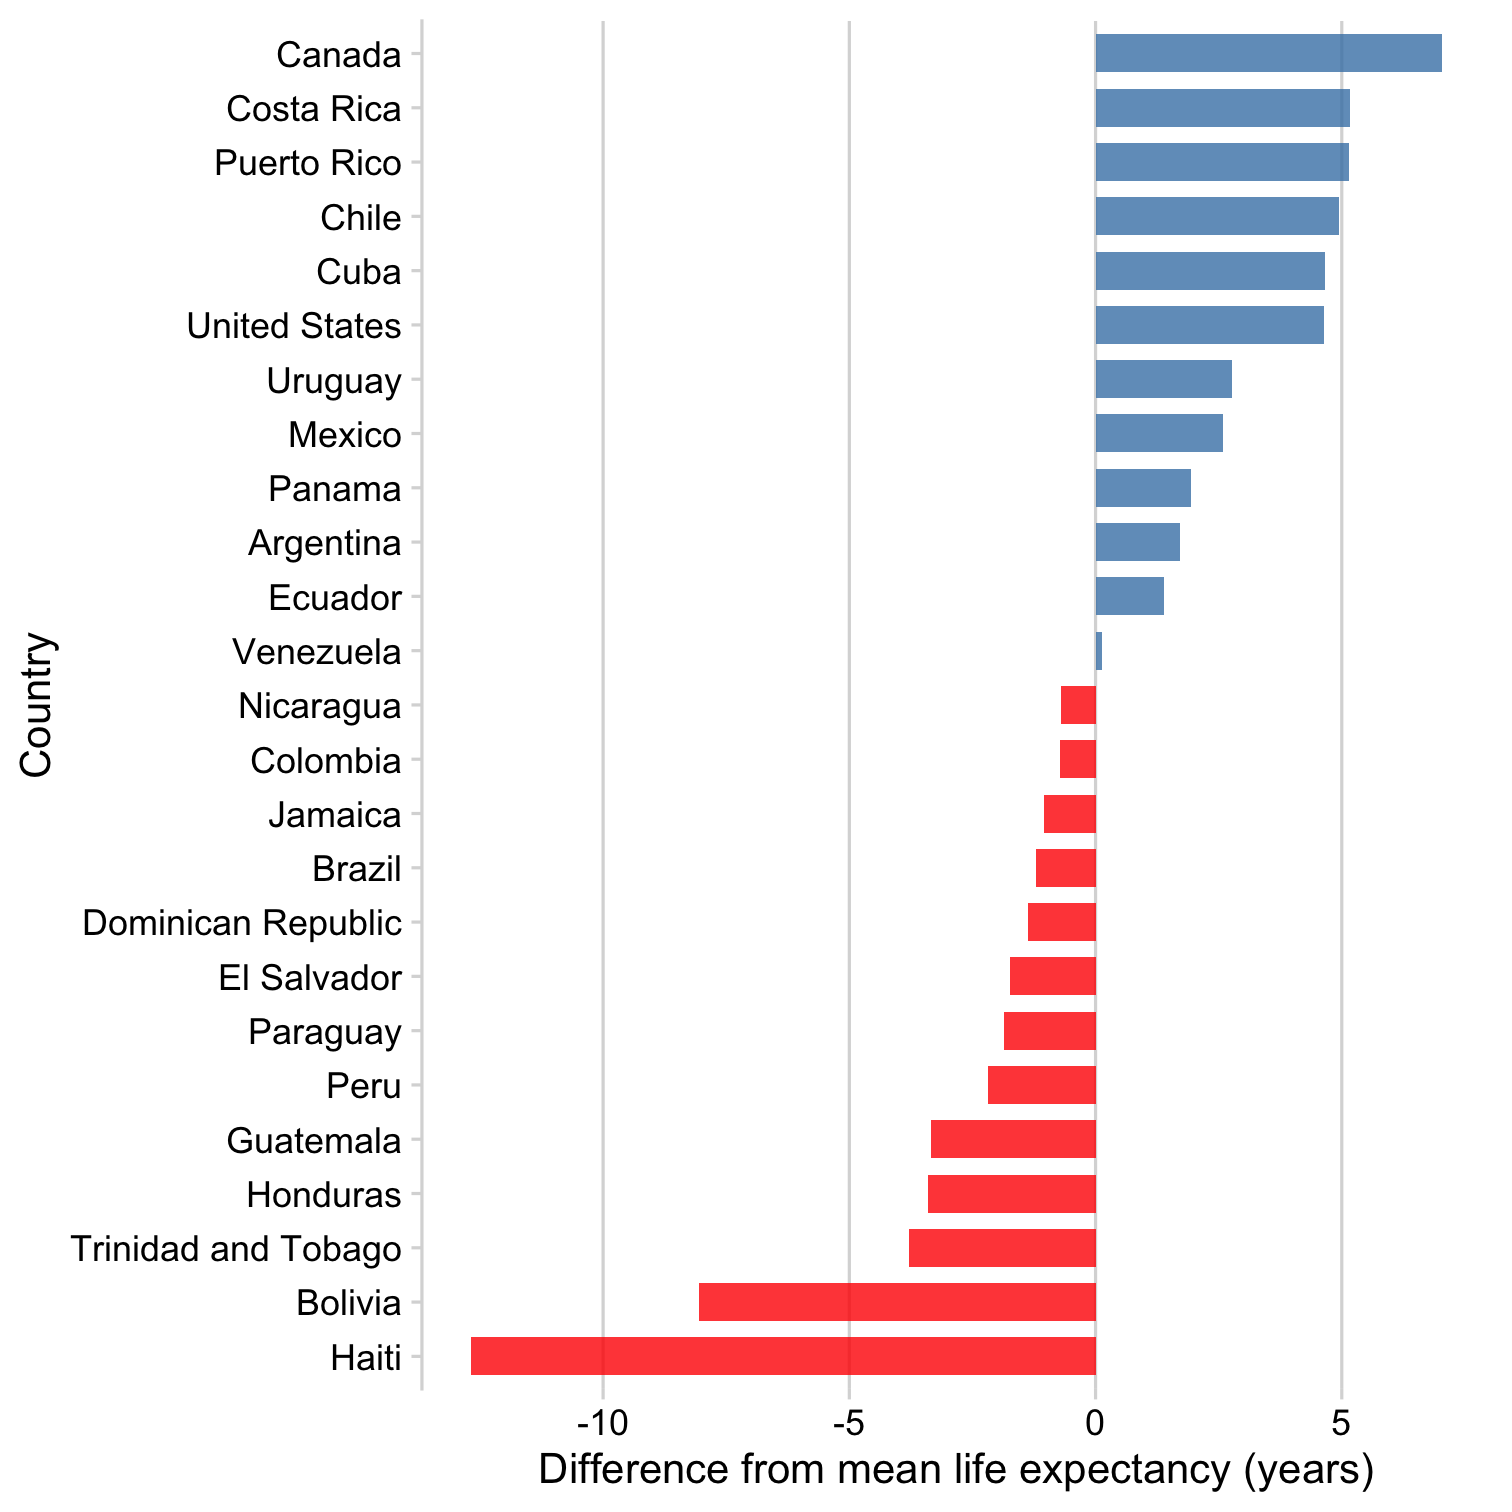 Canada
Costa Rica
Puerto Rico
Chile
Cuba
United States
Uruguay
Mexico
Panama
Argentina
Ecuador
Venezuela
Nicaragua
Colombia
Jamaica
Brazil
Dominican Republic
El Salvador
Paraguay
Peru
Guatemala
Honduras
Trinidad and Tobago
Bolivia
Haiti
Country
-10 -5 0 5
Difference from mean life expectancy (years)